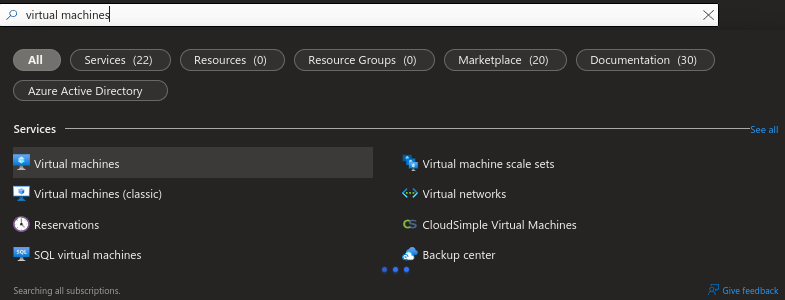 virtual machines
All Services (22) Resources (0) Resource Groups (0) Marketplace (20) Documentation (30)
Azure Active Directory
Services See all
Virtual machines Virtual machine scale sets
Virtual machines (classic) Virtual networks
Reservations CS CloudSimple Virtual Machines
SQL SQL virtual machines Backup center
Searching all subscriptions. Give feedback